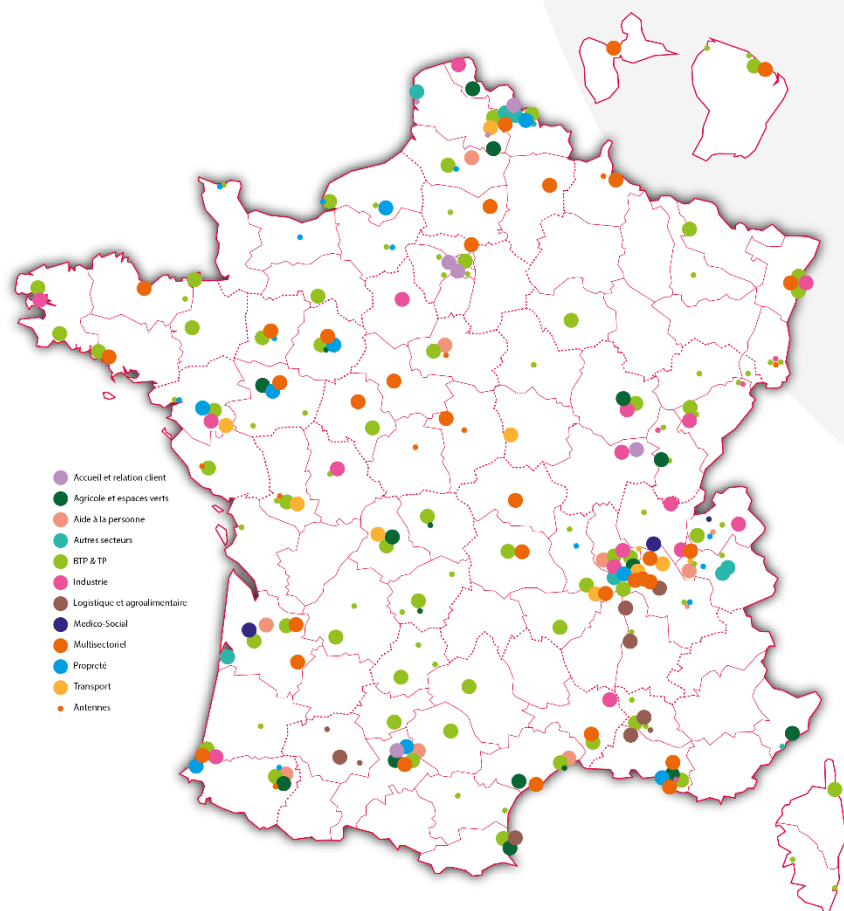 Accueil et relation client
Agricole et espaces verts
Aide à la personne
Autres secteurs
BTP & TP
Industrie
Logistique et agroalimentaire
Medico-Social
Multisectoriel
Propreté
Transport
Antennes